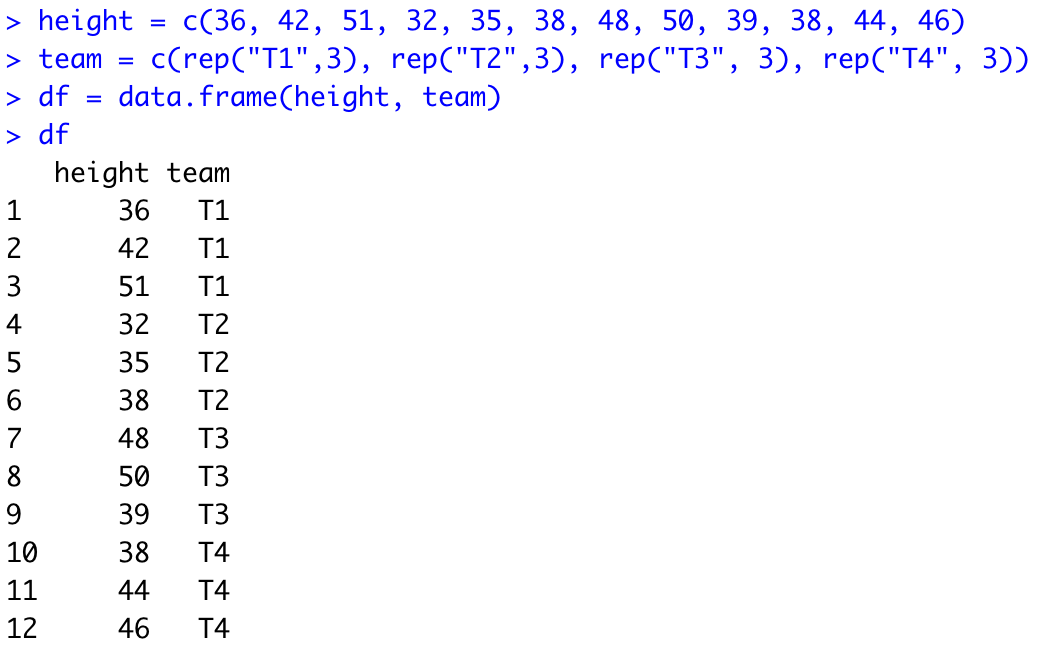 > height = c(36, 42, 51, 32, 35, 38, 48, 50, 39, 38, 44, 46)
> team = c(rep("T1",3), rep("T2",3), rep("T3", 3), rep("T4", 3))
> df = data.frame(height, team)
> df
   height team
1      36   T1
2      42   T1
3      51   T1
4      32   T2
5      35   T2
6      38   T2
7      48   T3
8      50   T3
9      39   T3
10     38   T4
11     44   T4
12     46   T4